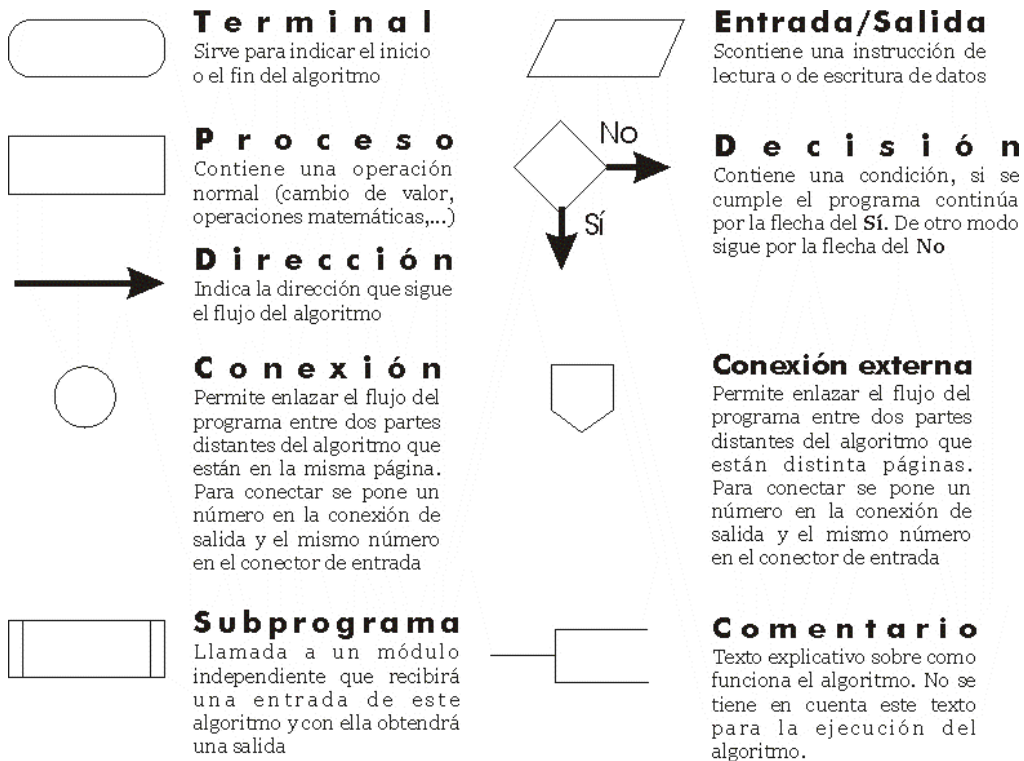 Terminal
Sirve para indicar el inicio
o el fin del algoritmo
Entrada/Salida
Scontiene una instrucción de
lectura o de escritura de datos
Proceso
Contiene una operación
normal (cambio de valor,
operaciones matemáticas,...)
No
Sí
Decisión
Contiene una condición, si se
cumple el programa continúa
por la flecha del Sí. De otro modo
sigue por la flecha del No
Dirección
Indica la dirección que sigue
el flujo del algoritmo
Conexión
Permite enlazar el flujo del
programa entre dos partes
distantes del algoritmo que
están en la misma página.
Para conectar se pone un
número en la conexión de
salida y el mismo número
en el conector de entrada
Conexión externa
Permite enlazar el flujo del
programa entre dos partes
distantes del algoritmo que
están distinta páginas.
Para conectar se pone un
número en la conexión de
salida y el mismo número
en el conector de entrada
Subprograma
Llamada a un módulo
independiente que recibirá
una entrada de este
algoritmo y con ella obtendrá
una salida
Comentario
Texto explicativo sobre como
funciona el algoritmo. No se
tiene en cuenta este texto
para la ejecución del
algoritmo.